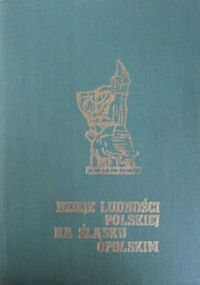 DZIEJE LUDNOŚCI
POLSKIEJ
NA ŚLĄSKU
OPOLSKIM